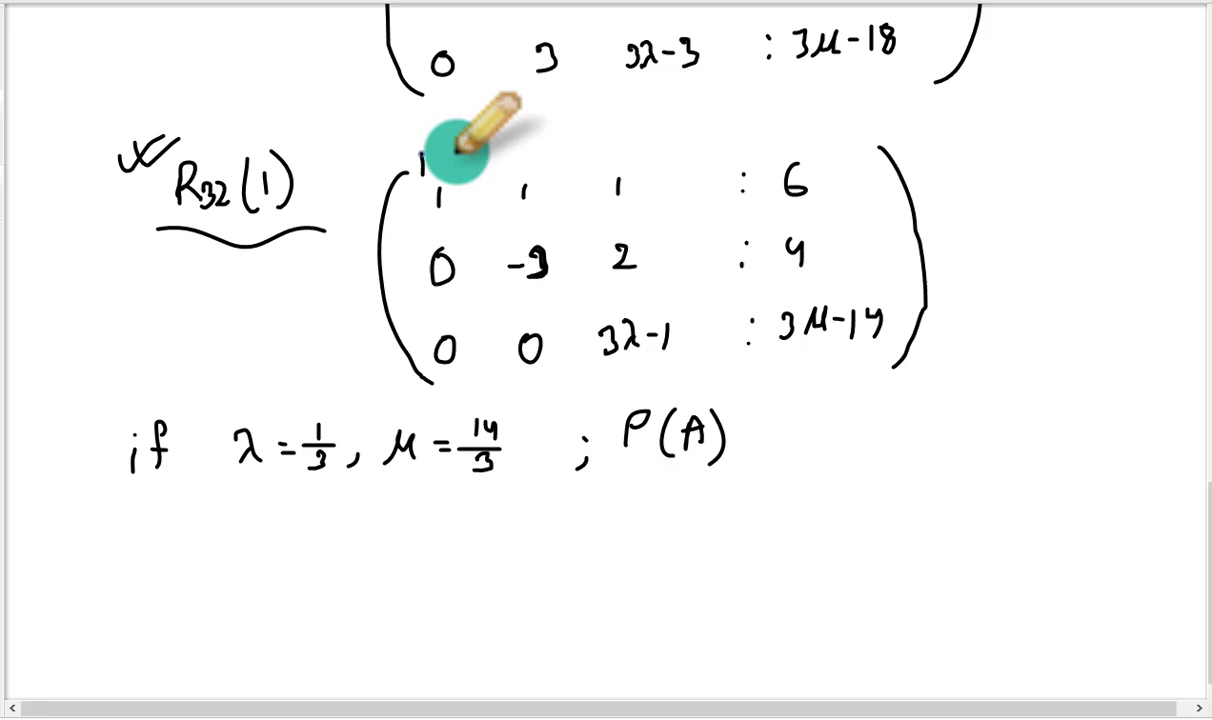 0 3 3λ-3 : 3μ-18
R32(1) 1 1 1 : 6
0 -3 2 : 4
0 0 3λ-1 : 3μ-14
if λ=1/3, μ=14/3 ; ρ(A)